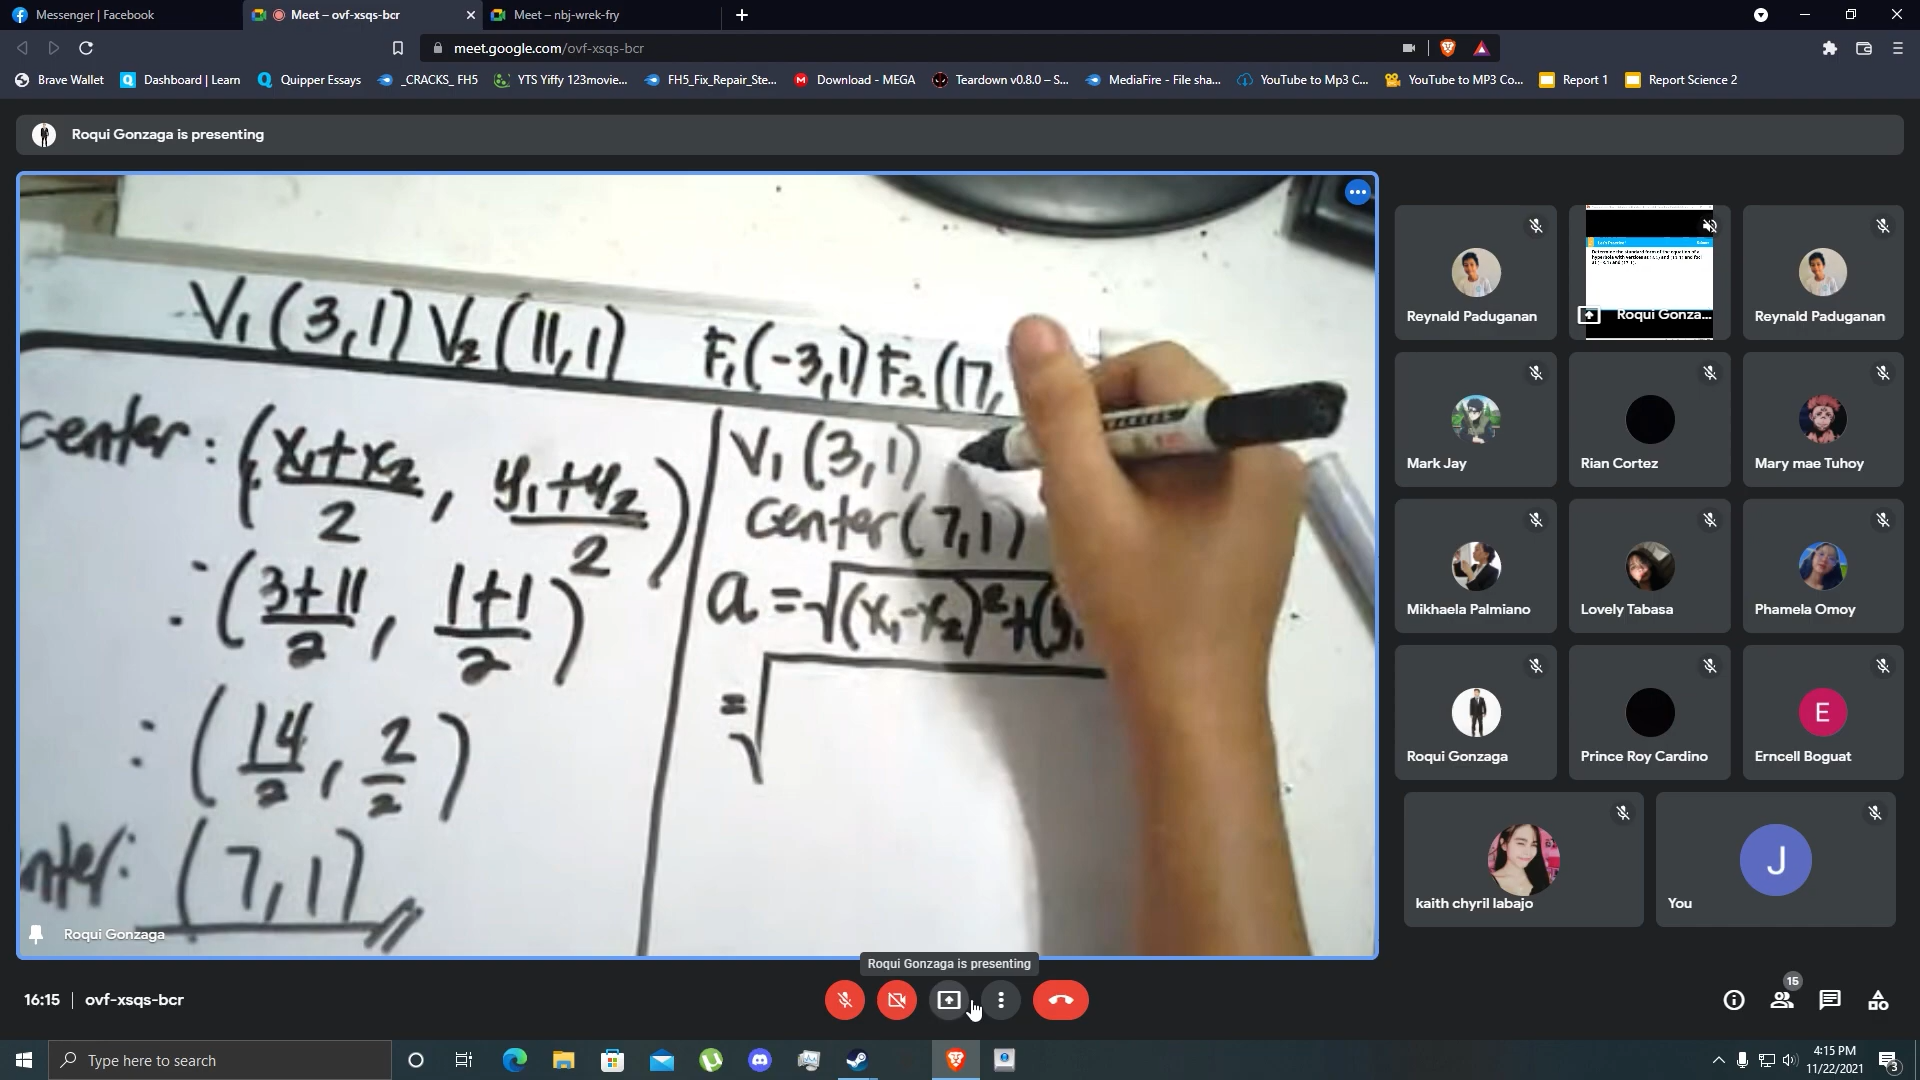 Messenger | Facebook
Meet – ovf-xsqs-bcr
Meet – nbj-wrek-fry
meet.google.com/ovf-xsqs-bcr
Brave Wallet
Dashboard | Learn
Quipper Essays
_CRACKS_ FH5
YTS Yiffy 123movie...
FH5_Fix_Repair_Ste...
Download - MEGA
Teardown v0.8.0 – S...
MediaFire - File sha...
YouTube to Mp3 C...
YouTube to MP3 Co...
Report 1
Report Science 2
Roqui Gonzaga is presenting
V₁ (3,1) V₂ (11,1) F₁ (-3,1) F₂ (17,
center: (x₁+x₂/2, y₁+y₂/2)
: (3+11/2, 1+1/2)
: (14/2, 2/2)
nter: (7,1)
V₁ (3,1)
center (7,1)
a = √(x₁-x₂)²+(y₁
= √
Roqui Gonzaga
Reynald Paduganan
Roqui Gonza...
Reynald Paduganan
Mark Jay
Rian Cortez
Mary mae Tuhoy
Mikhaela Palmiano
Lovely Tabasa
Phamela Omoy
Roqui Gonzaga
Prince Roy Cardino
E
Erncell Boguat
kaith chyril labajo
J
You
Roqui Gonzaga is presenting
16:15 | ovf-xsqs-bcr
15
Type here to search
4:15 PM
11/22/2021
3